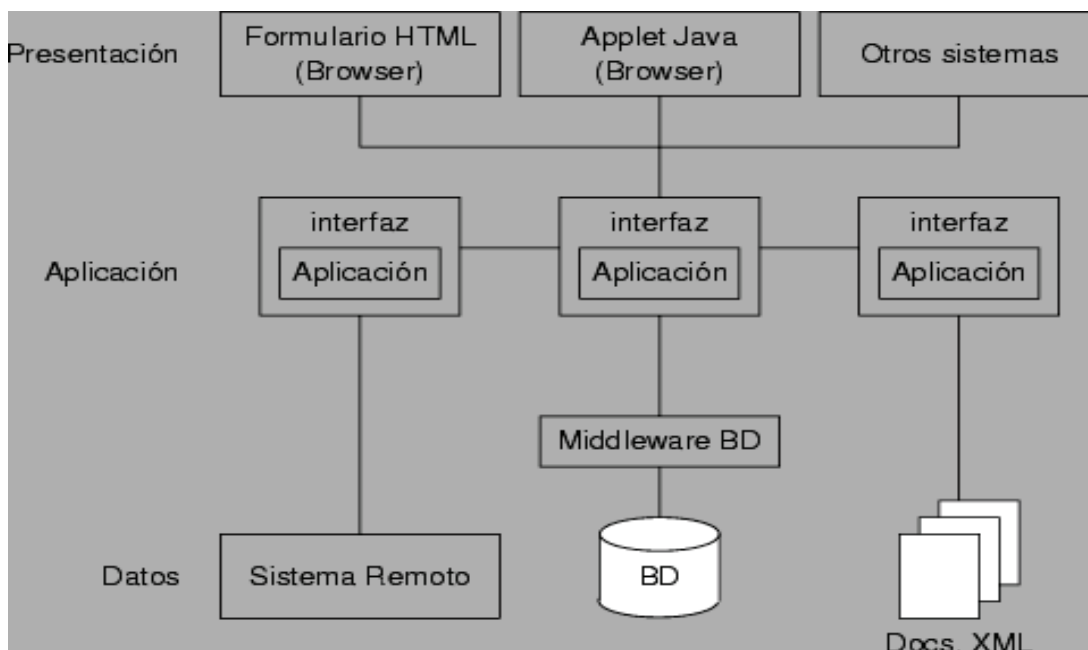 Presentación
Formulario HTML
(Browser)
Applet Java
(Browser)
Otros sistemas
Aplicación
interfaz
Aplicación
interfaz
Aplicación
interfaz
Aplicación
Middleware BD
Datos
Sistema Remoto
BD
Docs. XML